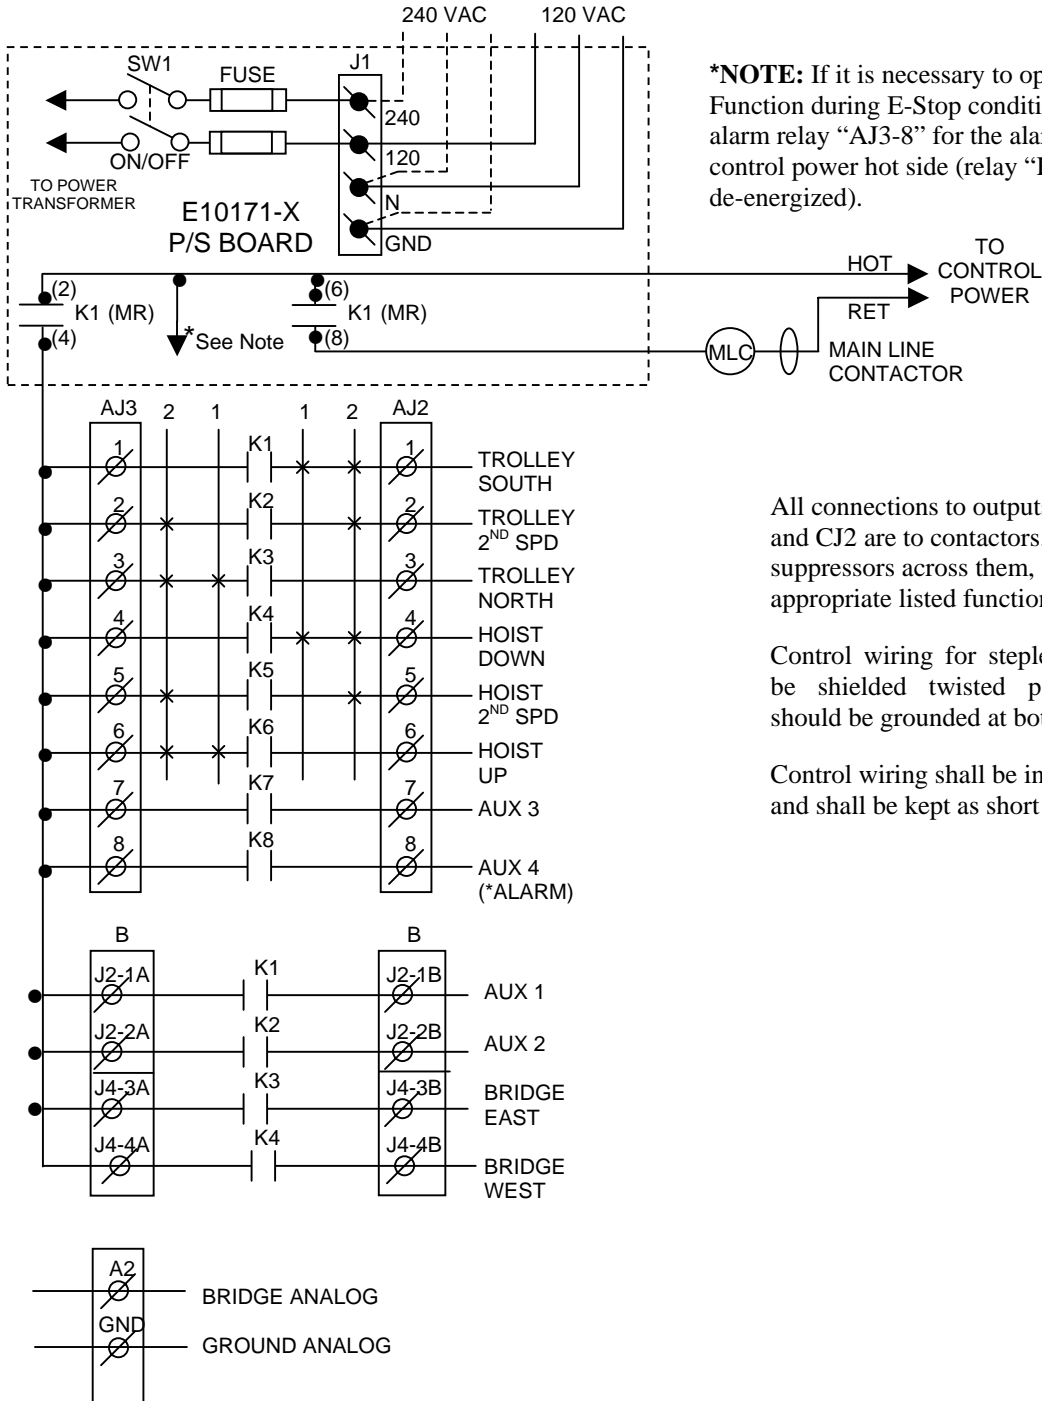 240 VAC 120 VAC
SW1
FUSE
J1
240
120
N
GND
ON/OFF
TO POWER
TRANSFORMER
E10171-X
P/S BOARD
*NOTE: If it is necessary to op
Function during E-Stop conditi
alarm relay “AJ3-8” for the alar
control power hot side (relay “
de-energized).
HOT
RET
TO
CONTROL
POWER
(2)
K1 (MR)
(4)
*See Note
(6)
K1 (MR)
(8)
MLC
MAIN LINE
CONTACTOR
AJ3 2 1 1 2 AJ2
1 K1 1 TROLLEY
SOUTH
2 K2 2 TROLLEY
2ND SPD
3 K3 3 TROLLEY
NORTH
4 K4 4 HOIST
DOWN
5 K5 5 HOIST
2ND SPD
6 K6 6 HOIST
UP
7 K7 7 AUX 3
8 K8 8 AUX 4
(*ALARM)
All connections to output
and CJ2 are to contactors.
suppressors across them,
appropriate listed function
Control wiring for steple
be shielded twisted p
should be grounded at bot
Control wiring shall be in
and shall be kept as short
B B
J2-1A K1 J2-1B AUX 1
J2-2A K2 J2-2B AUX 2
J4-3A K3 J4-3B BRIDGE
EAST
J4-4A K4 J4-4B BRIDGE
WEST
A2 BRIDGE ANALOG
GND GROUND ANALOG